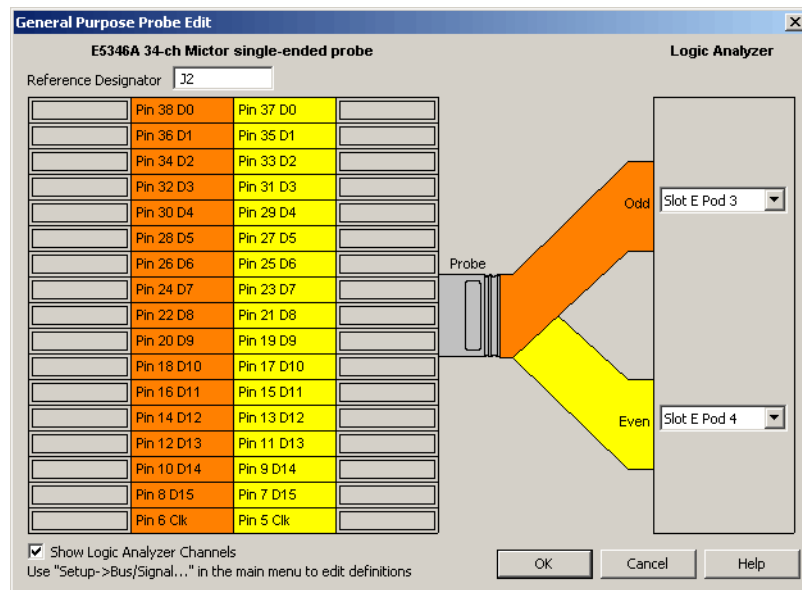 General Purpose Probe Edit
E5346A 34-ch Mictor single-ended probe
Logic Analyzer
Reference Designator J2
Pin 38 D0 Pin 37 D0
Pin 36 D1 Pin 35 D1
Pin 34 D2 Pin 33 D2
Pin 32 D3 Pin 31 D3
Pin 30 D4 Pin 29 D4
Pin 28 D5 Pin 27 D5
Pin 26 D6 Pin 25 D6
Pin 24 D7 Pin 23 D7
Pin 22 D8 Pin 21 D8
Pin 20 D9 Pin 19 D9
Pin 18 D10 Pin 17 D10
Pin 16 D11 Pin 15 D11
Pin 14 D12 Pin 13 D12
Pin 12 D13 Pin 11 D13
Pin 10 D14 Pin 9 D14
Pin 8 D15 Pin 7 D15
Pin 6 Clk Pin 5 Clk
Probe
Odd Slot E Pod 3
Even Slot E Pod 4
Show Logic Analyzer Channels
Use "Setup->Bus/Signal..." in the main menu to edit definitions
OK Cancel Help